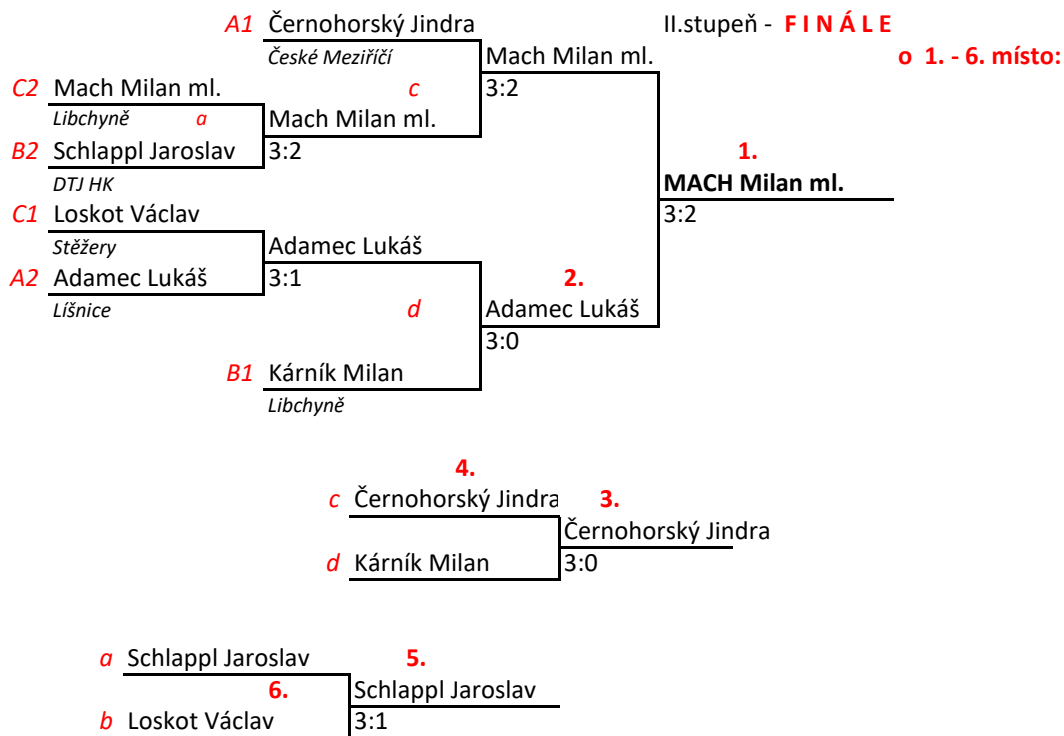 A1 Černohorský Jindra II.stupeň - F I N Á L E
České Meziříčí Mach Milan ml. o 1. - 6. místo:
C2 Mach Milan ml. c 3:2
Libchyně a Mach Milan ml.
B2 Schlappl Jaroslav 3:2 1.
DTJ HK MACH Milan ml.
C1 Loskot Václav 3:2
Stěžery Adamec Lukáš
A2 Adamec Lukáš 3:1 2.
Líšnice d Adamec Lukáš
3:0
B1 Kárník Milan
Libchyně
4.
c Černohorský Jindra 3.
Černohorský Jindra
d Kárník Milan 3:0
a Schlappl Jaroslav 5.
6. Schlappl Jaroslav
b Loskot Václav 3:1